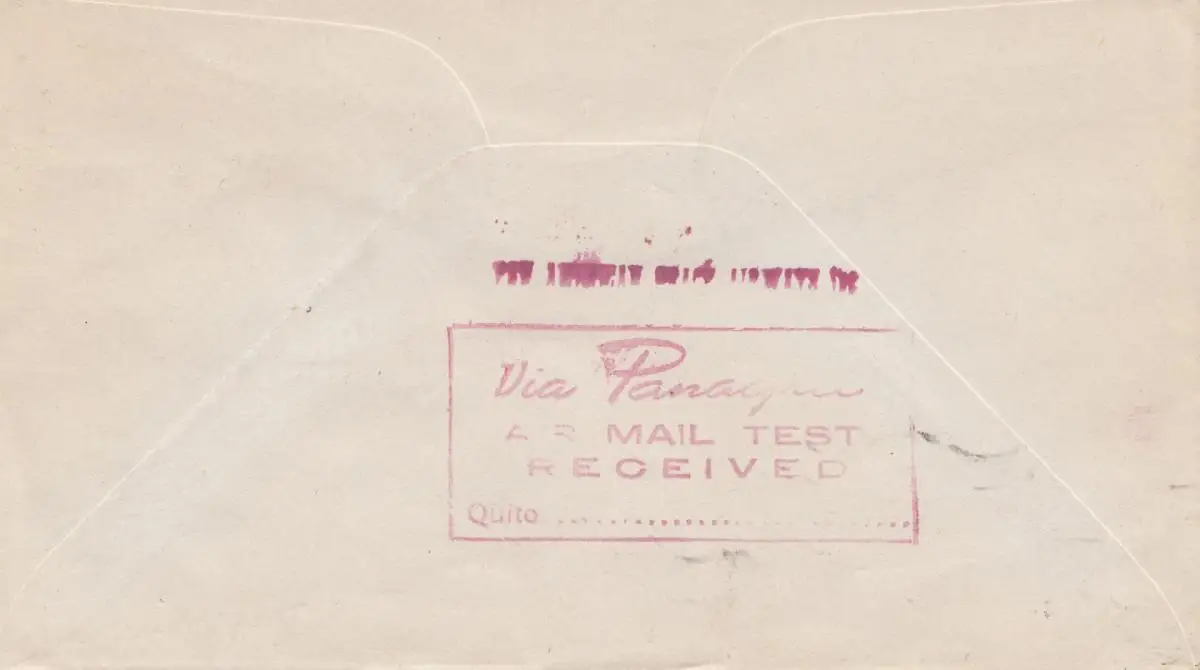 Via Panagra
AIR MAIL TEST
RECEIVED
Quito ........................................